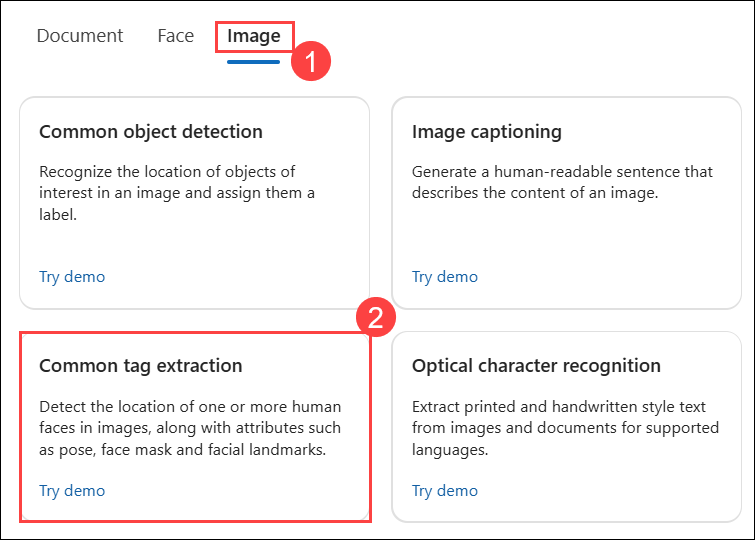 Document Face Image
1
Common object detection
Recognize the location of objects of
interest in an image and assign them a
label.
Try demo
Image captioning
Generate a human-readable sentence that
describes the content of an image.
Try demo
2
Common tag extraction
Detect the location of one or more human
faces in images, along with attributes such
as pose, face mask and facial landmarks.
Try demo
Optical character recognition
Extract printed and handwritten style text
from images and documents for supported
languages.
Try demo